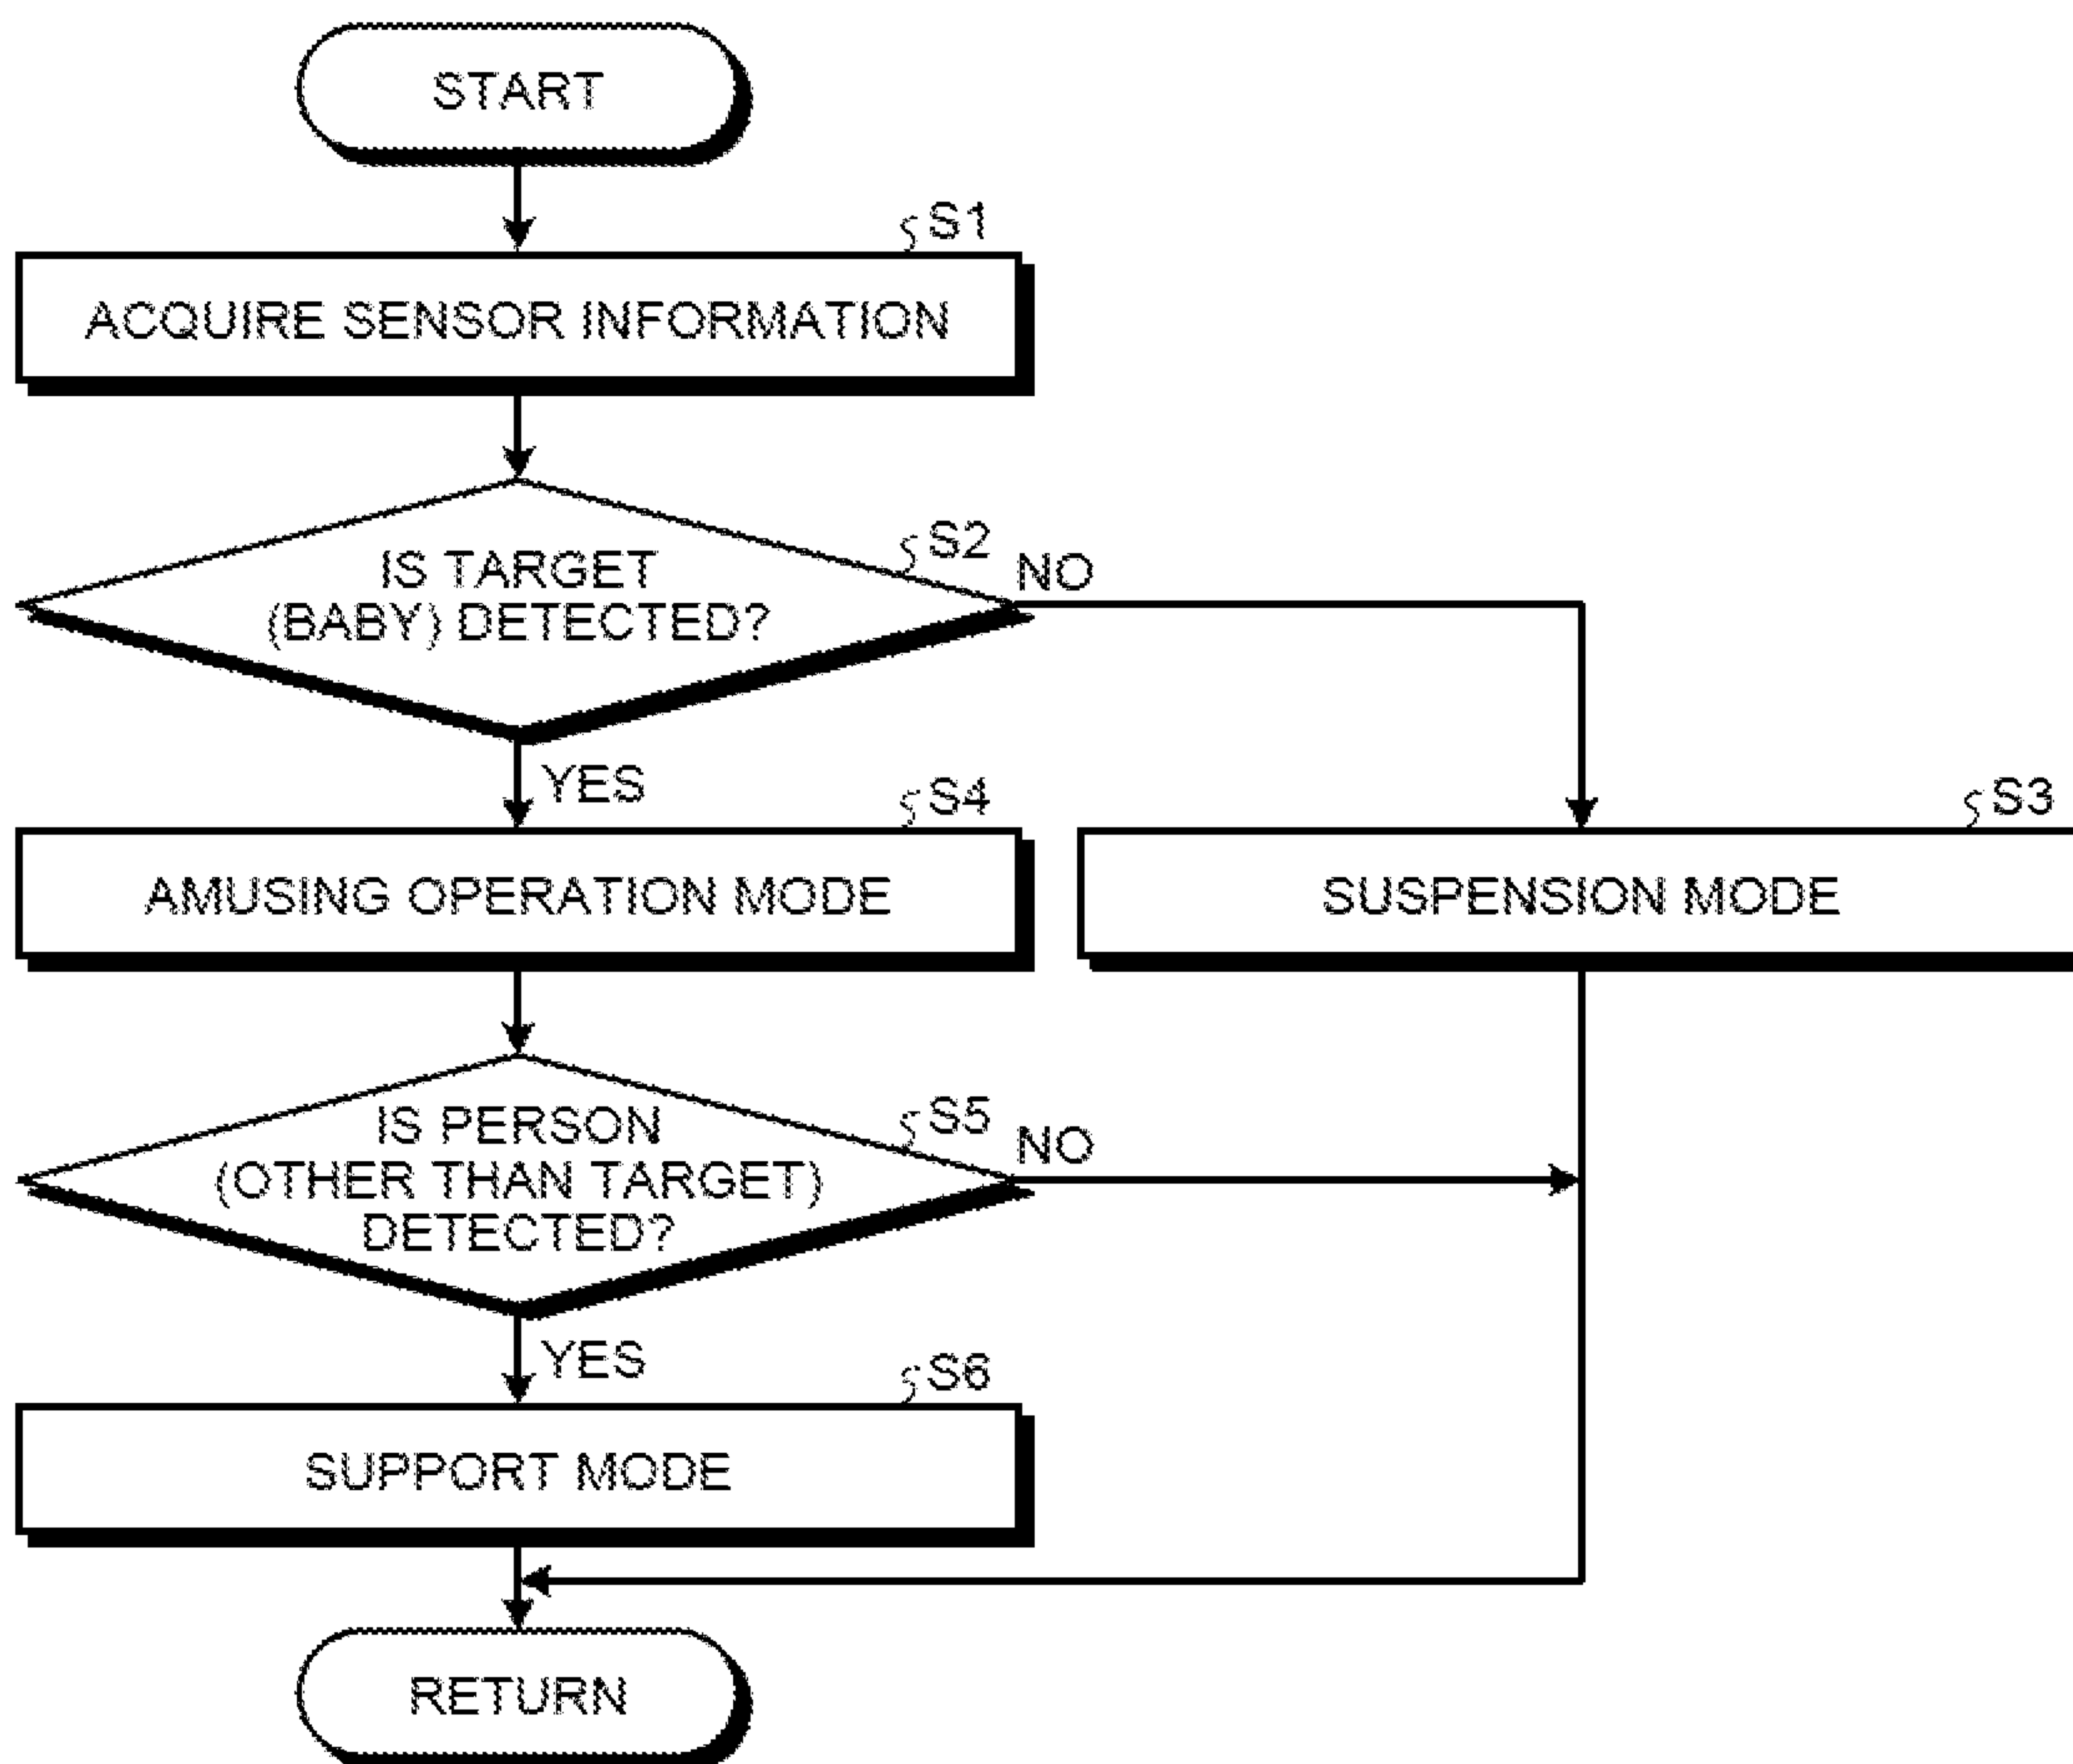 START
S1
ACQUIRE SENSOR INFORMATION
S2
IS TARGET
(BABY) DETECTED?
NO
YES
S4
AMUSING OPERATION MODE
S3
SUSPENSION MODE
S5
IS PERSON
(OTHER THAN TARGET)
DETECTED?
NO
YES
S6
SUPPORT MODE
RETURN